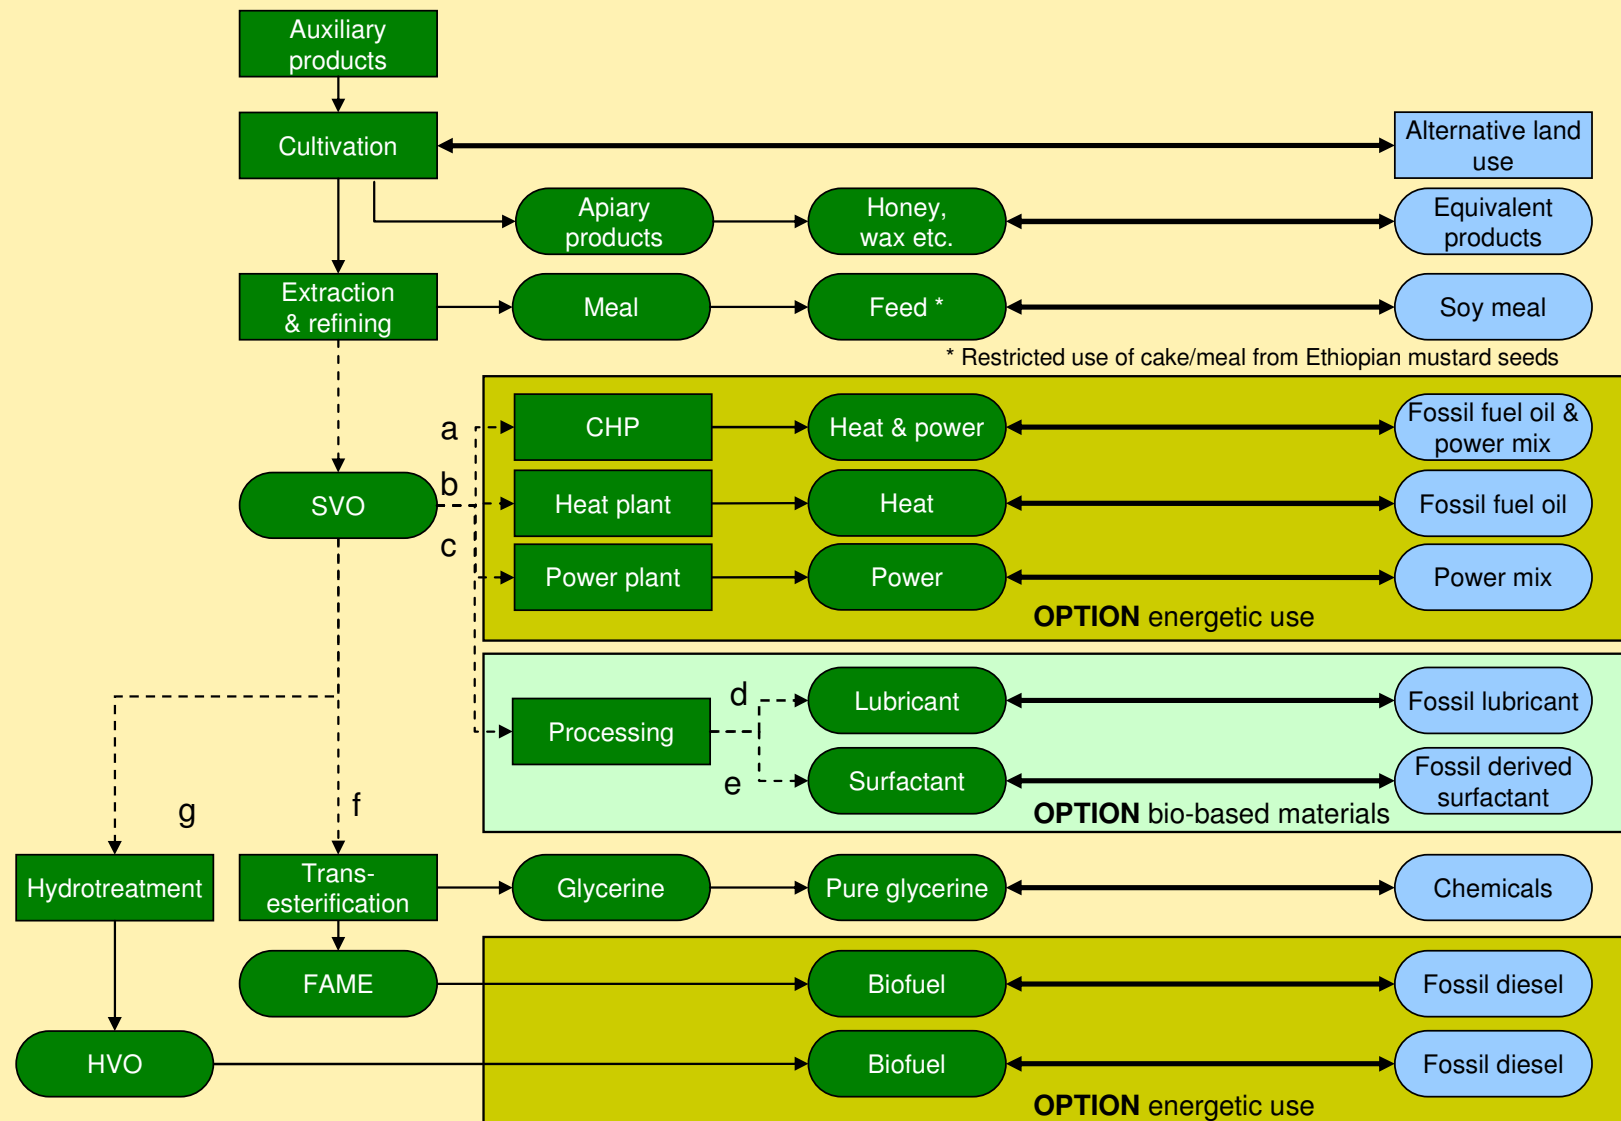 Auxiliary
products
Cultivation
Alternative land
use
Apiary
products
Honey,
wax etc.
Equivalent
products
Extraction
& refining
Meal
Feed *
Soy meal
* Restricted use of cake/meal from Ethiopian mustard seeds
a
CHP
Heat & power
Fossil fuel oil &
power mix
b
SVO
Heat plant
Heat
Fossil fuel oil
c
Power plant
Power
Power mix
OPTION energetic use
d
Processing
Lubricant
Fossil lubricant
e
Surfactant
Fossil derived
surfactant
OPTION bio-based materials
g
f
Hydrotreatment
Trans-
esterification
Glycerine
Pure glycerine
Chemicals
FAME
Biofuel
Fossil diesel
HVO
Biofuel
Fossil diesel
OPTION energetic use